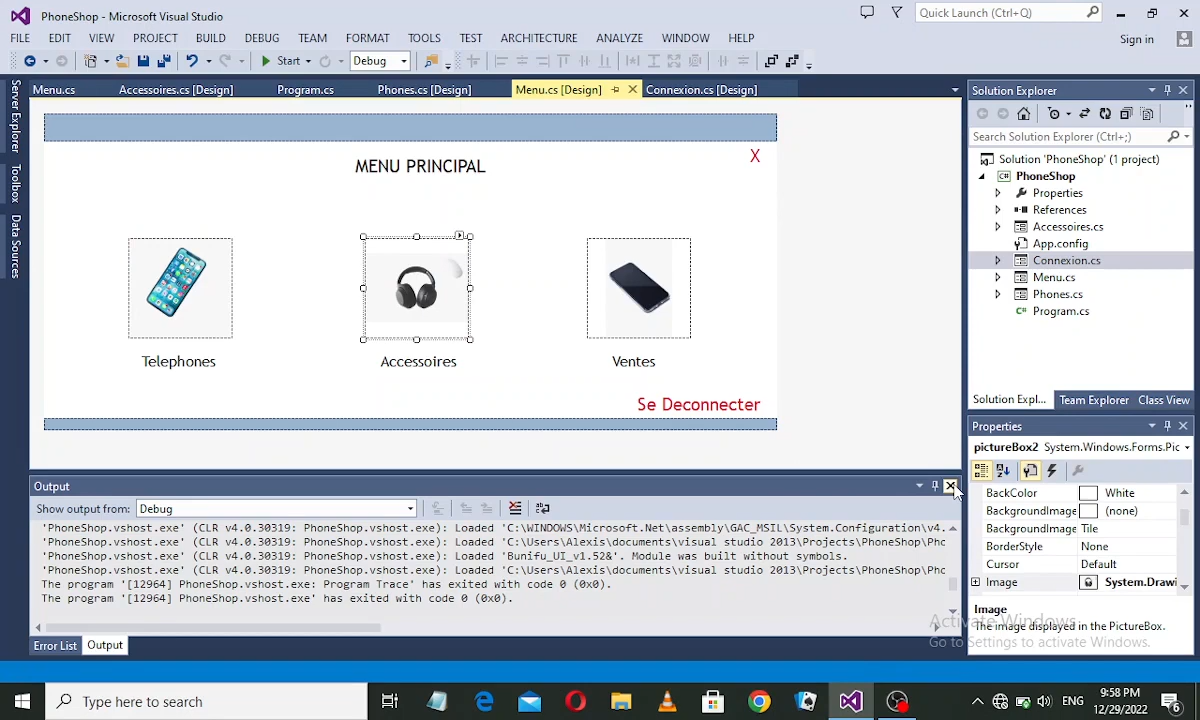 PhoneShop - Microsoft Visual Studio
Quick Launch (Ctrl+Q)
FILE EDIT VIEW PROJECT BUILD DEBUG TEAM FORMAT TOOLS TEST ARCHITECTURE ANALYZE WINDOW HELP
Sign in
Start Debug
Menu.cs Accessoires.cs [Design] Program.cs Phones.cs [Design] Menu.cs [Design] Connexion.cs [Design]
Server Explorer
Toolbox
Data Sources
X
MENU PRINCIPAL
Telephones Accessoires Ventes
Se Deconnecter
Solution Explorer
Search Solution Explorer (Ctrl+;)
Solution 'PhoneShop' (1 project)
PhoneShop
Properties
References
Accessoires.cs
App.config
Connexion.cs
Menu.cs
Phones.cs
Program.cs
Solution Expl... Team Explorer Class View
Properties
pictureBox2 System.Windows.Forms.Pic
BackColor White
BackgroundImage (none)
BackgroundImage Tile
BorderStyle None
Cursor Default
Image System.Drawi
Image
The image displayed in the PictureBox.
Activate Windows
Go to Settings to activate Windows.
Output
Show output from: Debug
'PhoneShop.vshost.exe' (CLR v4.0.30319: PhoneShop.vshost.exe): Loaded 'C:\WINDOWS\Microsoft.Net\assembly\GAC_MSIL\System.Configuration\v4.
'PhoneShop.vshost.exe' (CLR v4.0.30319: PhoneShop.vshost.exe): Loaded 'C:\Users\Alexis\documents\visual studio 2013\Projects\PhoneShop\Pho
'PhoneShop.vshost.exe' (CLR v4.0.30319: PhoneShop.vshost.exe): Loaded 'Bunifu_UI_v1.52&'. Module was built without symbols.
'PhoneShop.vshost.exe' (CLR v4.0.30319: PhoneShop.vshost.exe): Loaded 'C:\Users\Alexis\documents\visual studio 2013\Projects\PhoneShop\Pho
The program '[12964] PhoneShop.vshost.exe: Program Trace' has exited with code 0 (0x0).
The program '[12964] PhoneShop.vshost.exe' has exited with code 0 (0x0).
Error List Output
Type here to search
ENG
9:58 PM
12/29/2022
6